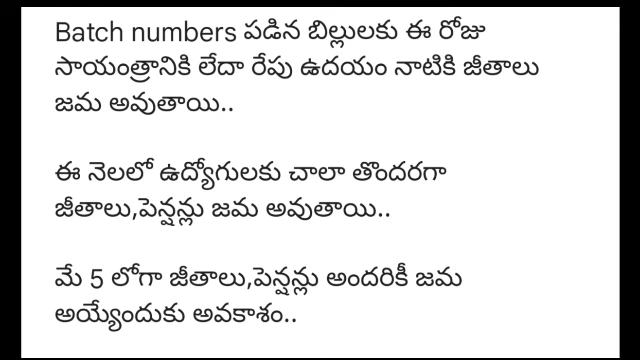 Batch numbers పడిన బిల్లులకు ఈ రోజు
సాయంత్రానికి లేదా రేపు ఉదయం నాటికి జీతాలు
జమ అవుతాయి..
ఈ నెలలో ఉద్యోగులకు చాలా తొందరగా
జీతాలు,పెన్షన్లు జమ అవుతాయి..
మే 5 లోగా జీతాలు,పెన్షన్లు అందరికీ జమ
అయ్యేందుకు అవకాశం..